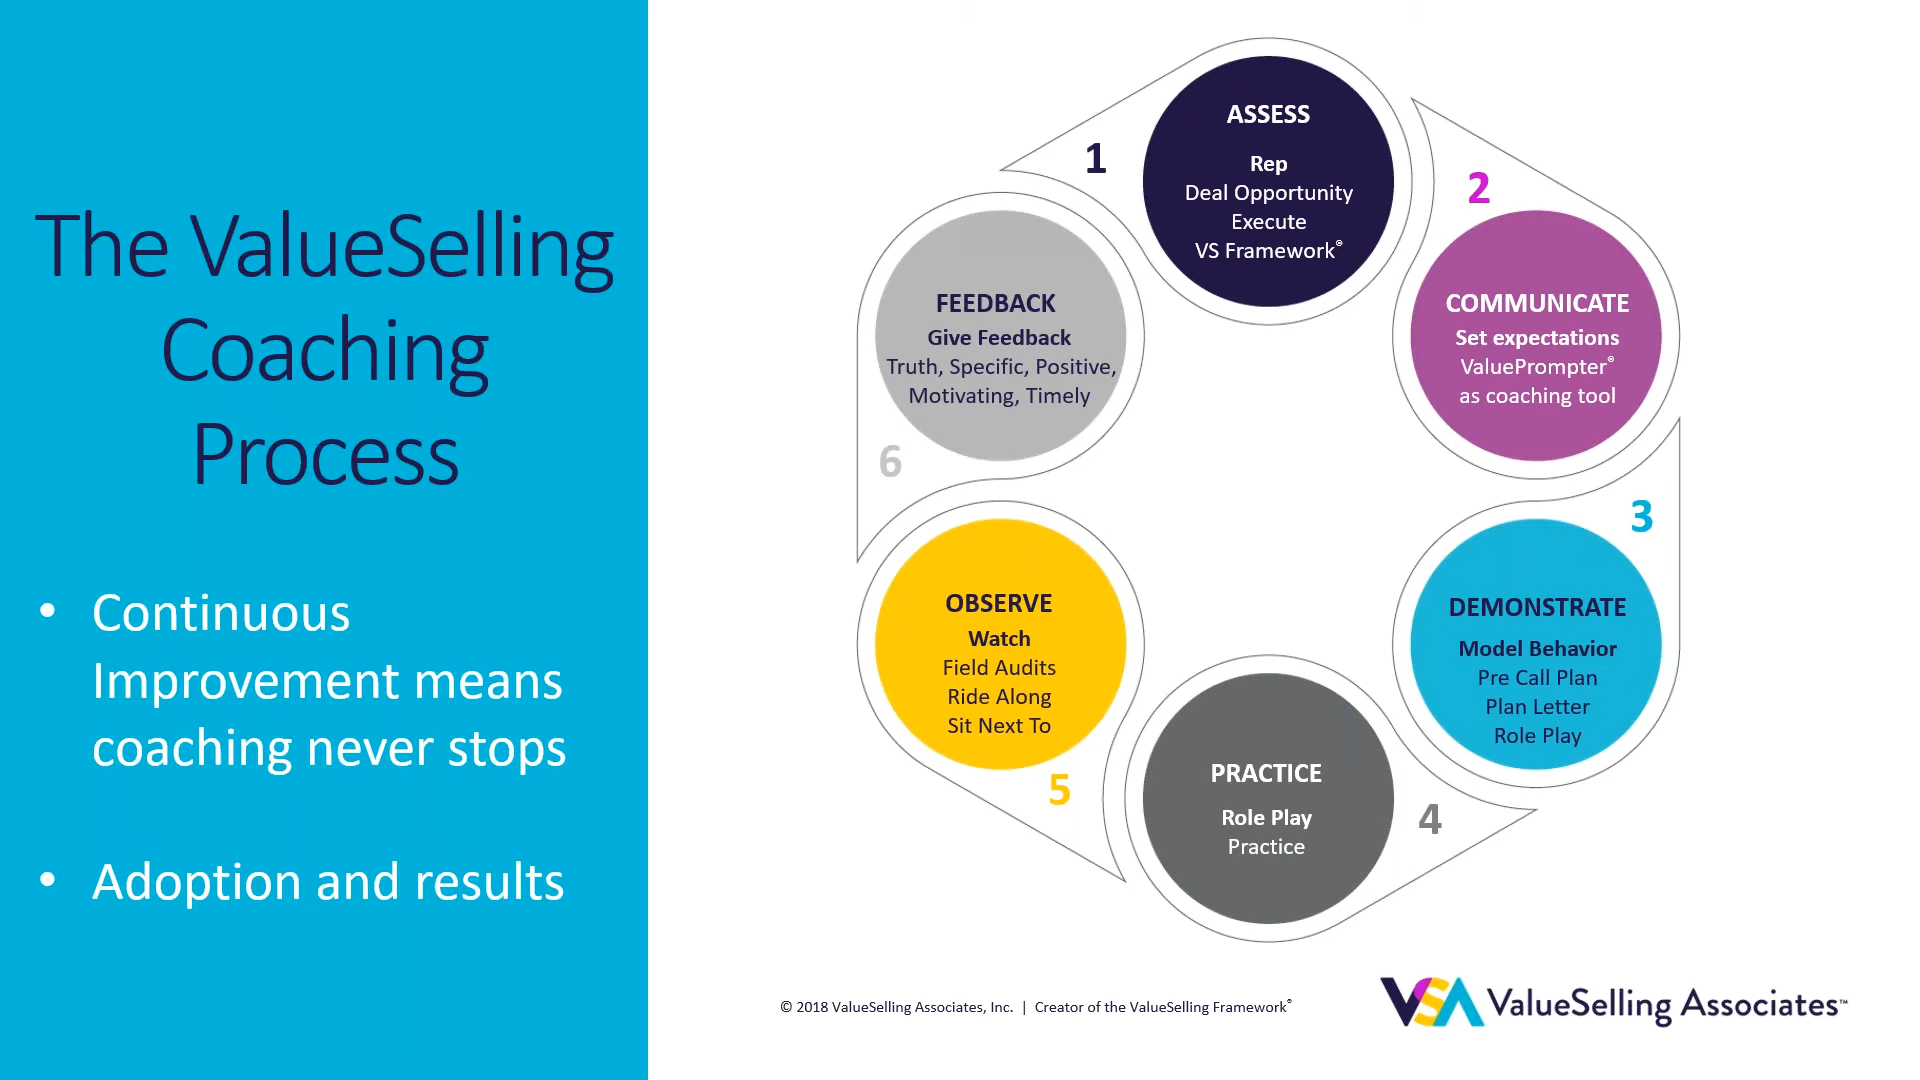 The ValueSelling
Coaching
Process
• Continuous
Improvement means
coaching never stops
• Adoption and results
1
ASSESS
Rep
Deal Opportunity
Execute
VS Framework®
2
COMMUNICATE
Set expectations
ValuePrompter®
as coaching tool
3
DEMONSTRATE
Model Behavior
Pre Call Plan
Plan Letter
Role Play
4
PRACTICE
Role Play
Practice
5
OBSERVE
Watch
Field Audits
Ride Along
Sit Next To
6
FEEDBACK
Give Feedback
Truth, Specific, Positive,
Motivating, Timely
© 2018 ValueSelling Associates, Inc. | Creator of the ValueSelling Framework®
VSA ValueSelling Associates™